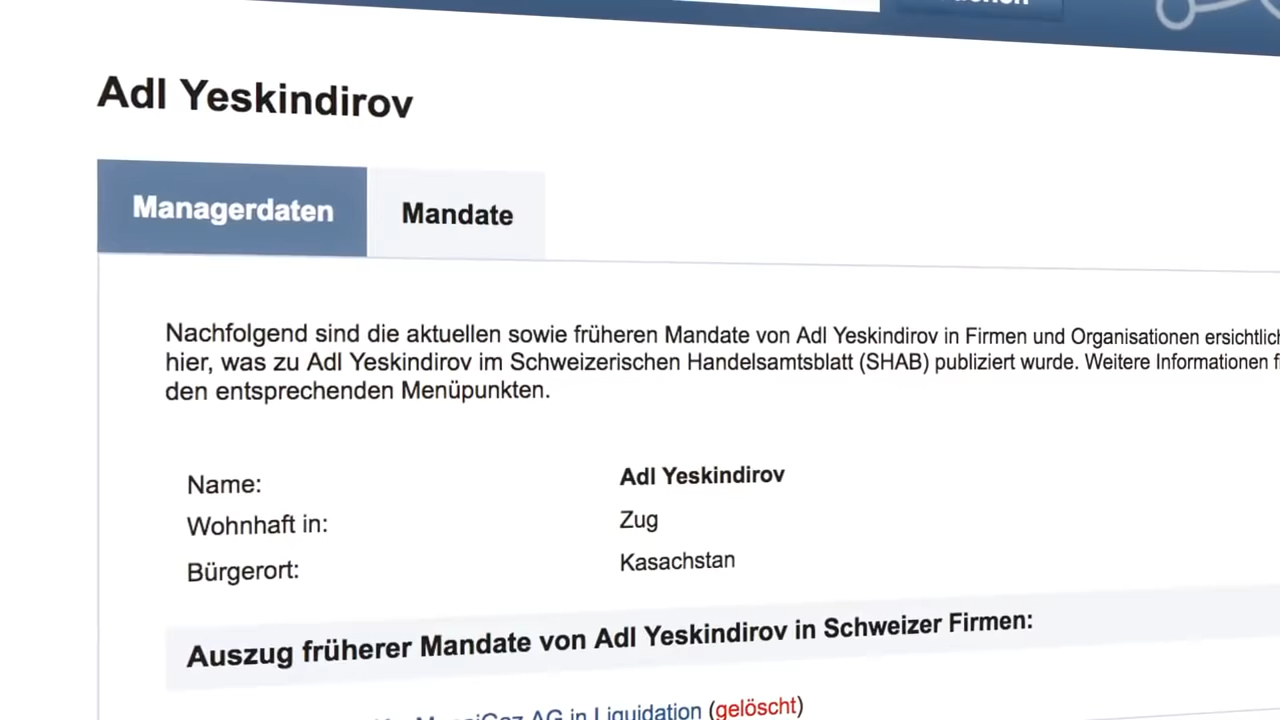 Adl Yeskindirov
Managerdaten
Mandate
Nachfolgend sind die aktuellen sowie früheren Mandate von Adl Yeskindirov in Firmen und Organisationen ersichtlich
hier, was zu Adl Yeskindirov im Schweizerischen Handelsamtsblatt (SHAB) publiziert wurde. Weitere Informationen
den entsprechenden Menüpunkten.
Name: Adl Yeskindirov
Wohnhaft in: Zug
Bürgerort: Kasachstan
Auszug früherer Mandate von Adl Yeskindirov in Schweizer Firmen:
AG in Liquidation (gelöscht)